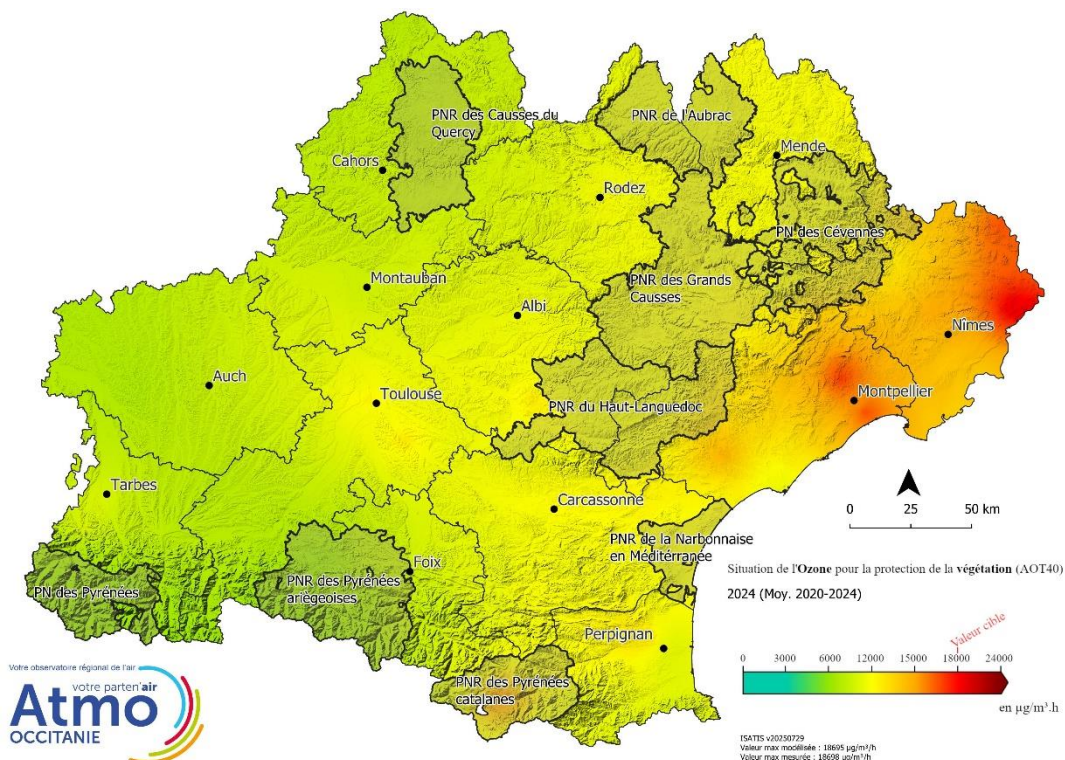 PNR des Causses du
Quercy
PNR de l'Aubrac
Mende
Cahors
Rodez
PN des Cévennes
PNR des Grands
Causses
Montauban
Albi
Nîmes
Auch
Toulouse
PNR du Haut-Languedoc
Montpellier
Tarbes
Carcassonne
0 25 50 km
PNR de la Narbonnaise
en Méditerranée
Foix
PN des Pyrénées
PNR des Pyrénées
ariègeoises
Situation de l'Ozone pour la protection de la végétation (AOT40)
2024 (Moy. 2020-2024)
Perpignan
PNR des Pyrénées
catalanes
Valeur cible
0 3000 6000 12000 15000 18000 24000
en µg/m³.h
Votre observatoire régional de l'air
votre parten'air
Atmo
OCCITANIE
ISATIS v20250729
Valeur max modélisée : 18695 µg/m³/h
Valeur max mesurée : 18698 µg/m³/h